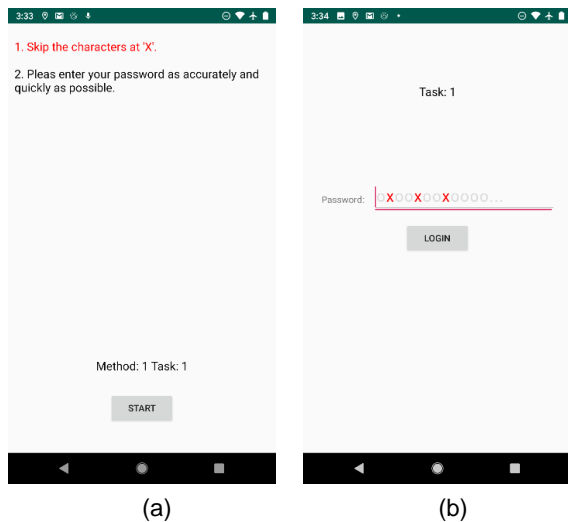 3:33
1. Skip the characters at 'X'.
2. Pleas enter your password as accurately and
quickly as possible.
Method: 1 Task: 1
START
(a)
3:34
Task: 1
Password: OXOOXOOXOOOO...
LOGIN
(b)